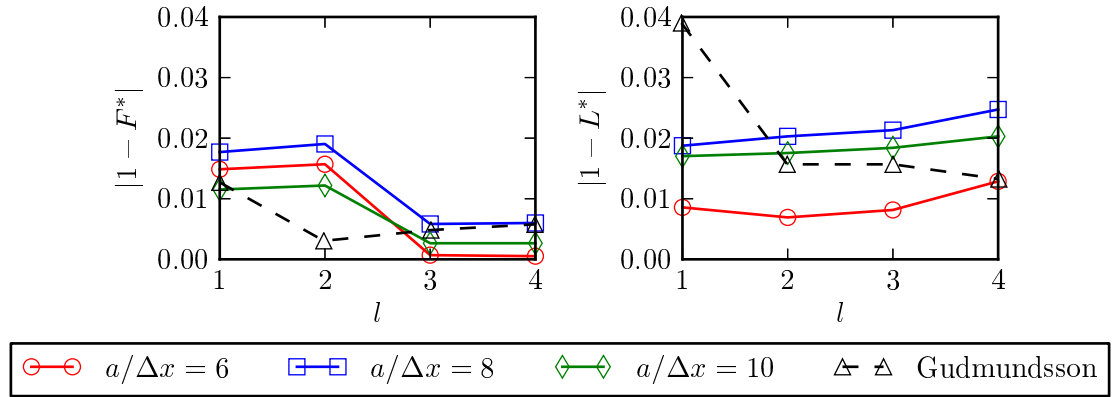 0.04
0.03
0.02
0.01
0.00
|1 − F*|
1 2 3 4
l
0.04
0.03
0.02
0.01
0.00
|1 − L*|
1 2 3 4
l
a/Δx = 6 a/Δx = 8 a/Δx = 10 Gudmundsson